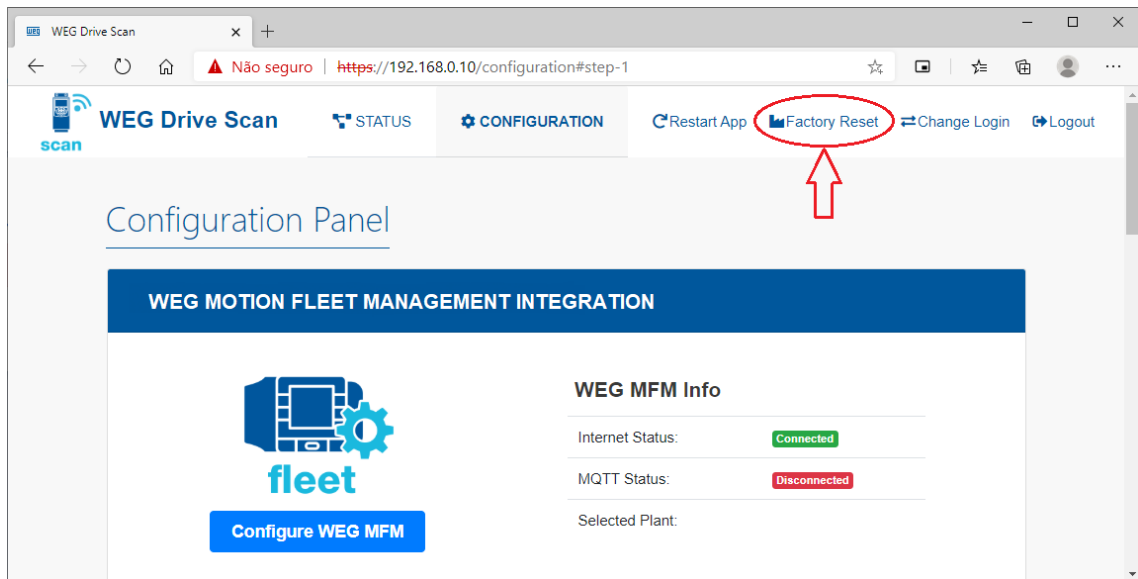 WEG Drive Scan
Não seguro | https://192.168.0.10/configuration#step-1
scan
WEG Drive Scan
STATUS
CONFIGURATION
Restart App
Factory Reset
Change Login
Logout
Configuration Panel
WEG MOTION FLEET MANAGEMENT INTEGRATION
fleet
Configure WEG MFM
WEG MFM Info
Internet Status: Connected
MQTT Status: Disconnected
Selected Plant: